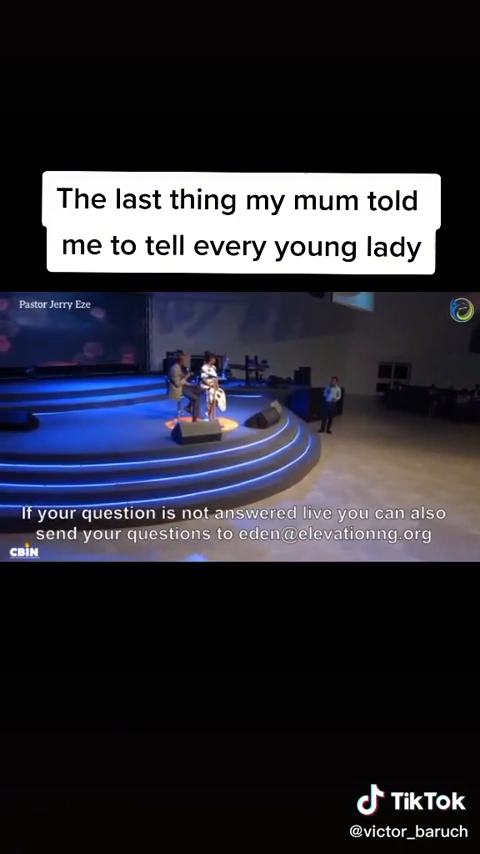 The last thing my mum told
me to tell every young lady
Pastor Jerry Eze
If your question is not answered live you can also
send your questions to eden@elevationng.org
CBIN
TikTok
@victor_baruch